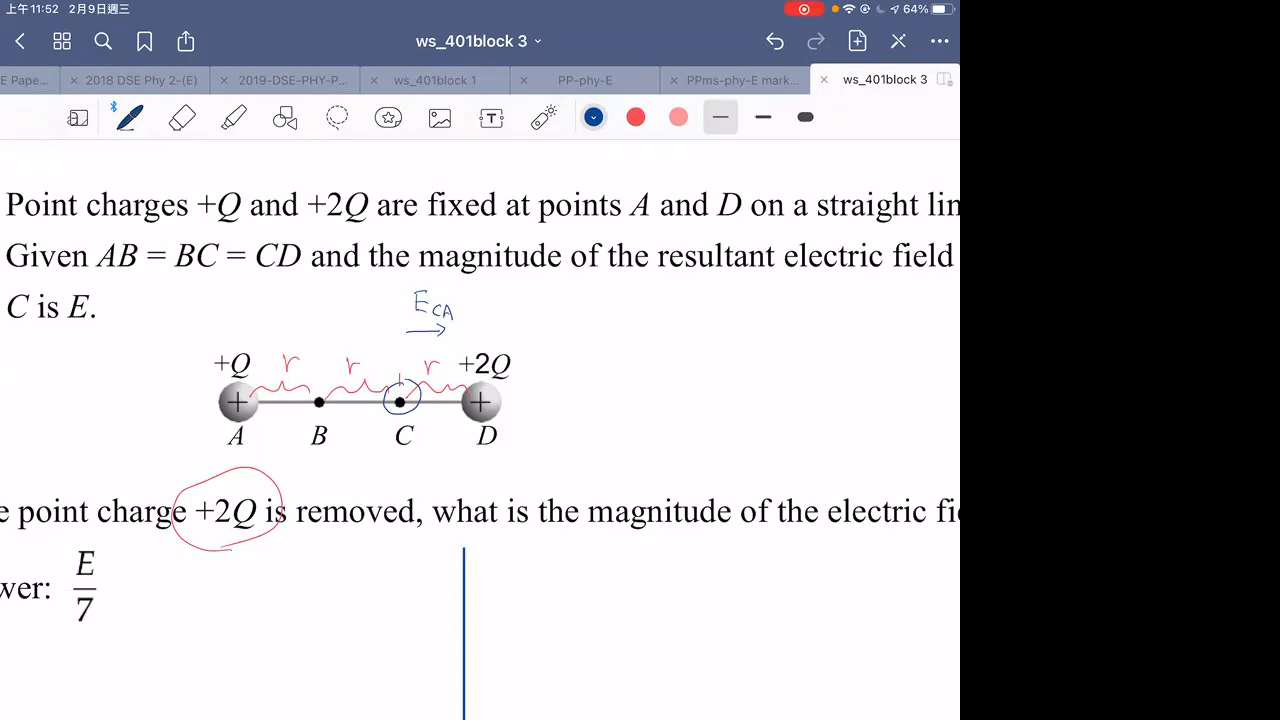 上午11:52 2月9日週三
64%
ws_401block 3
E Pape...
2018 DSE Phy 2-(E)
2019-DSE-PHY-P...
ws_401block 1
PP-phy-E
PPms-phy-E mark...
ws_401block 3
Point charges +Q and +2Q are fixed at points A and D on a straight lin
Given AB = BC = CD and the magnitude of the resultant electric field
C is E.
E_CA
+Q r r r +2Q
+ +
A B C D
e point charge +2Q is removed, what is the magnitude of the electric fi
wer: E/7